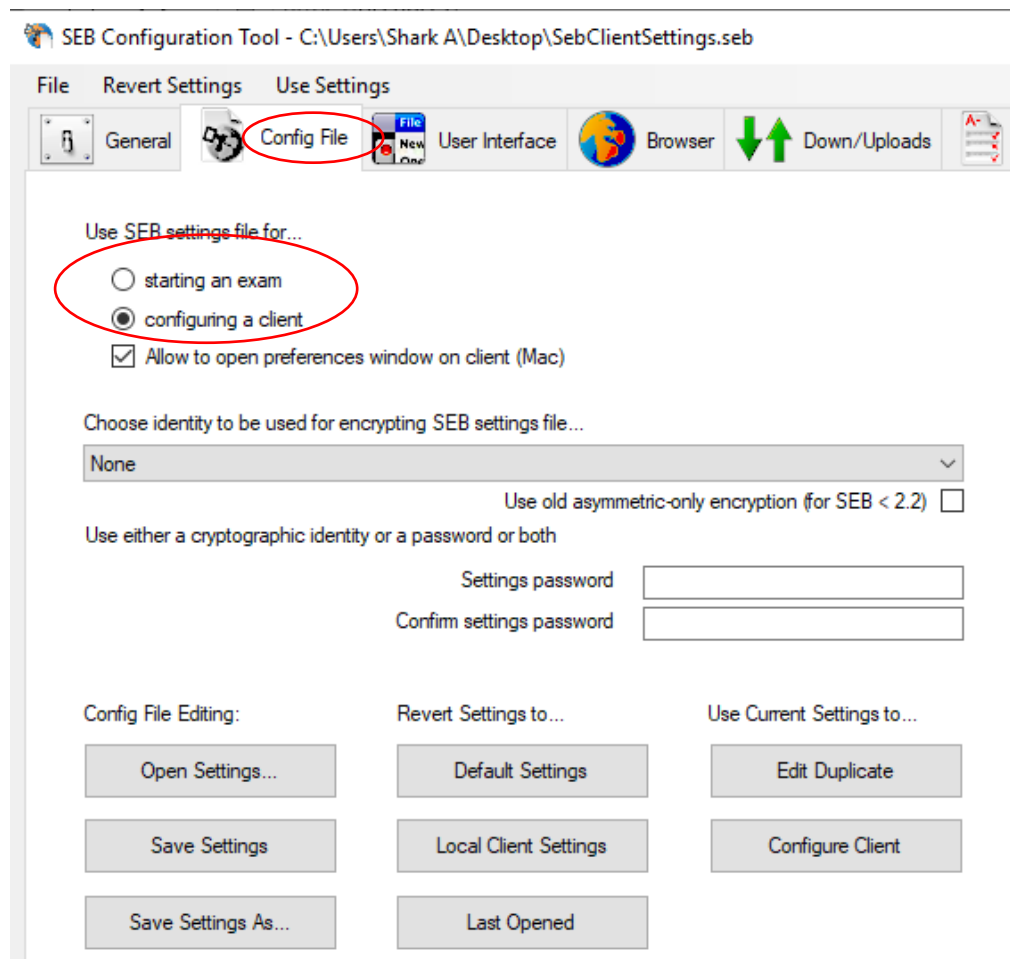 SEB Configuration Tool - C:\Users\Shark A\Desktop\SebClientSettings.seb
File Revert Settings Use Settings
General Config File File New User Interface Browser Down/Uploads A-
Use SEB settings file for...
starting an exam
configuring a client
Allow to open preferences window on client (Mac)
Choose identity to be used for encrypting SEB settings file...
None
Use old asymmetric-only encryption (for SEB < 2.2)
Use either a cryptographic identity or a password or both
Settings password
Confirm settings password
Config File Editing: Revert Settings to... Use Current Settings to...
Open Settings... Default Settings Edit Duplicate
Save Settings Local Client Settings Configure Client
Save Settings As... Last Opened